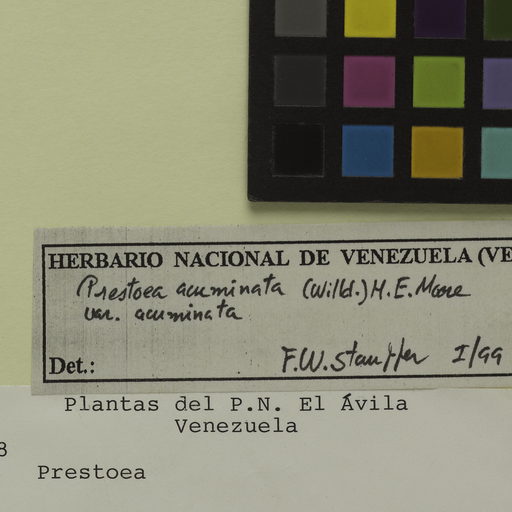 HERBARIO NACIONAL DE VENEZUELA (VE
Prestoea acuminata (Willd.) H.E. Moore
var. acuminata
Det.: F.W. Stauffer I/99
Plantas del P.N. El Ávila
Venezuela
8
Prestoea